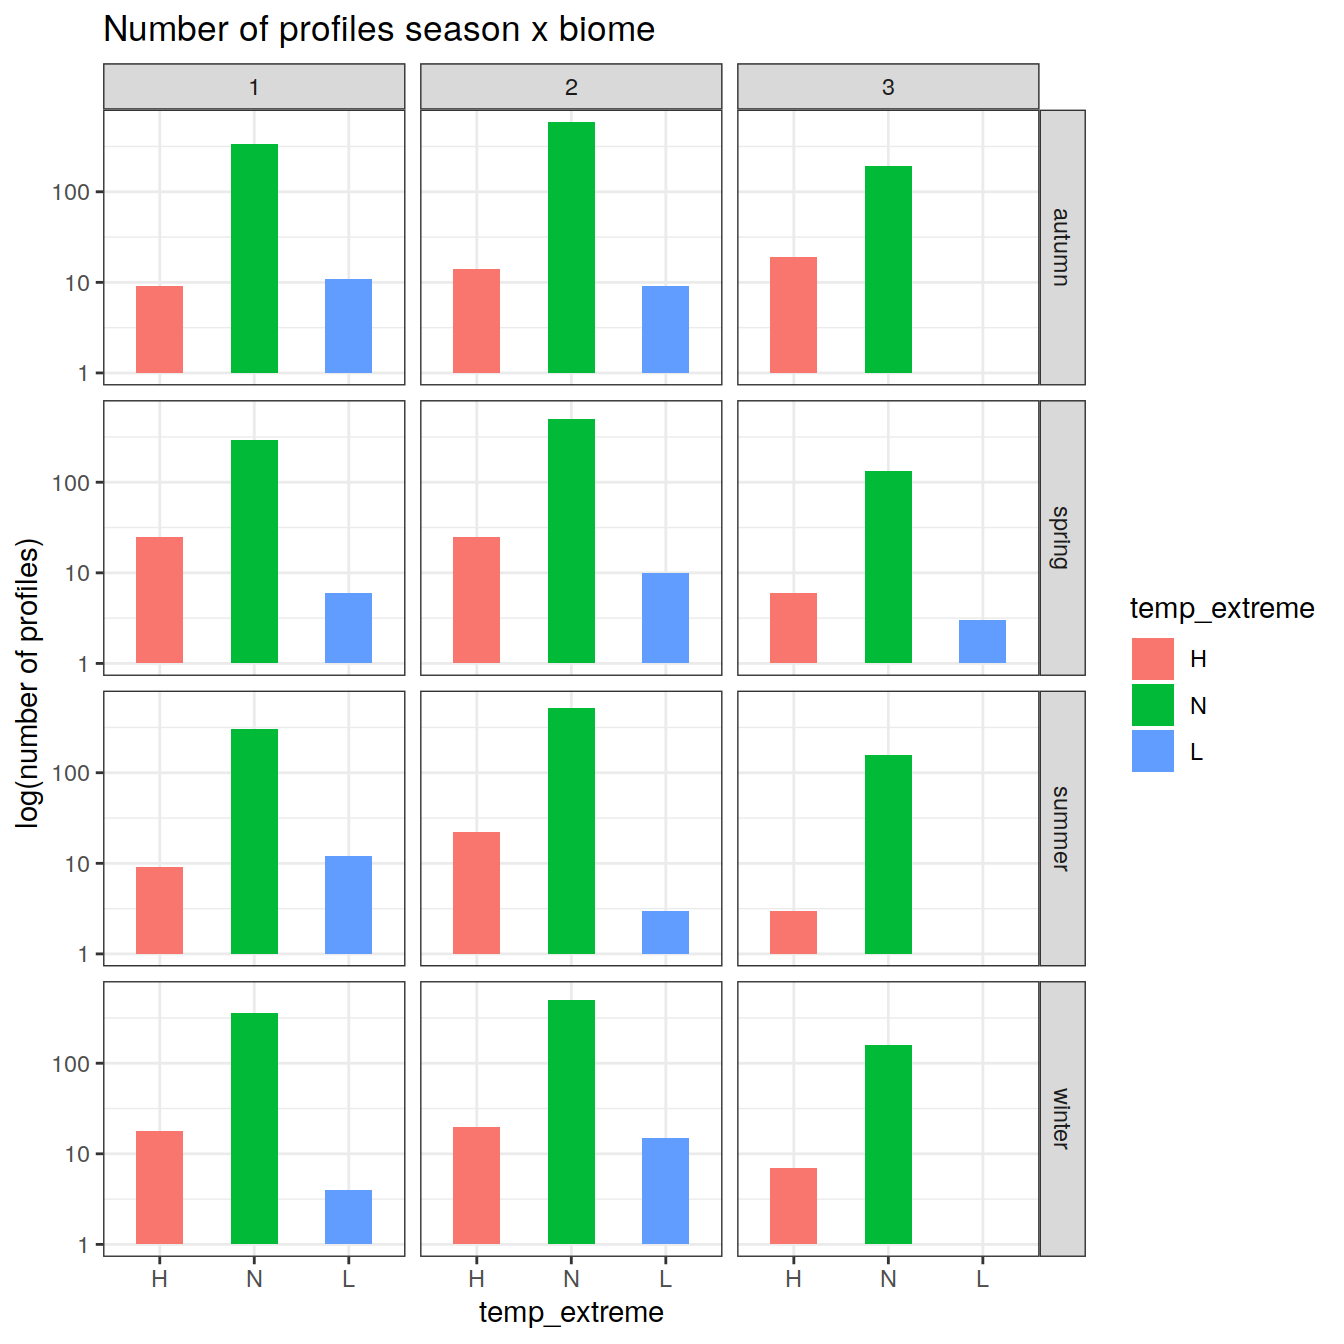 Number of profiles season x biome
1 2 3
100
10
1
autumn
100
10
1
spring
100
10
1
summer
100
10
1
winter
log(number of profiles)
H N L H N L H N L
temp_extreme
temp_extreme
H
N
L